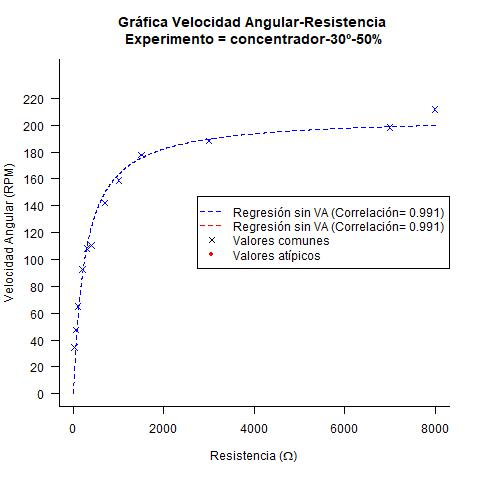 Gráfica Velocidad Angular-Resistencia
Experimento = concentrador-30º-50%
Velocidad Angular (RPM)
220
200
180
160
140
120
100
80
60
40
20
0
Regresión sin VA (Correlación= 0.991)
Regresión sin VA (Correlación= 0.991)
Valores comunes
Valores atípicos
0 2000 4000 6000 8000
Resistencia (Ω)